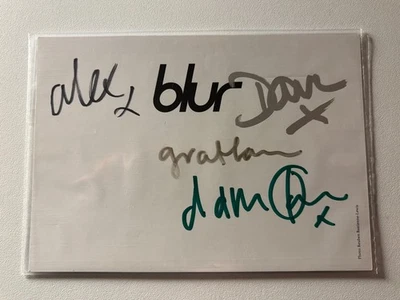 alex x blur Dave x
graham
damon x